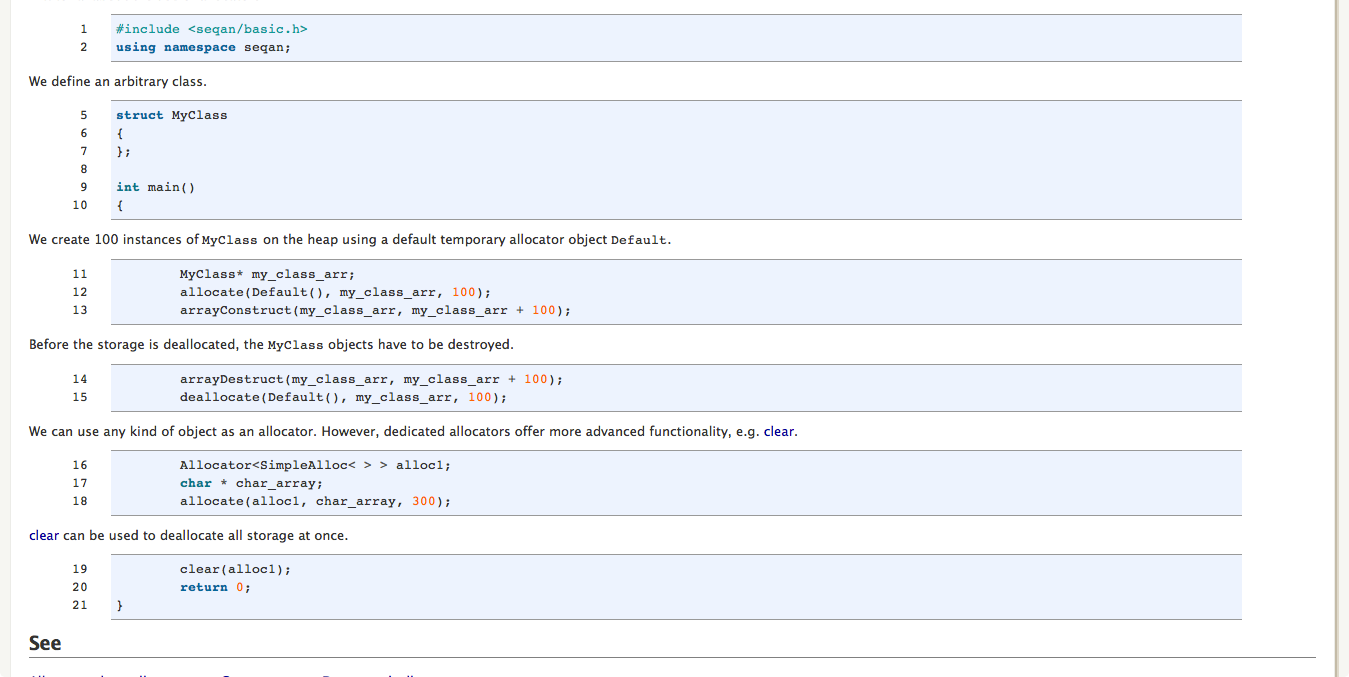 1 #include <seqan/basic.h>
2 using namespace seqan;
We define an arbitrary class.
5 struct MyClass
6 {
7 };
8
9 int main()
10 {
We create 100 instances of MyClass on the heap using a default temporary allocator object Default.
11 MyClass* my_class_arr;
12 allocate(Default(), my_class_arr, 100);
13 arrayConstruct(my_class_arr, my_class_arr + 100);
Before the storage is deallocated, the MyClass objects have to be destroyed.
14 arrayDestruct(my_class_arr, my_class_arr + 100);
15 deallocate(Default(), my_class_arr, 100);
We can use any kind of object as an allocator. However, dedicated allocators offer more advanced functionality, e.g. clear.
16 Allocator<SimpleAlloc< > > alloc1;
17 char * char_array;
18 allocate(alloc1, char_array, 300);
clear can be used to deallocate all storage at once.
19 clear(alloc1);
20 return 0;
21 }
See